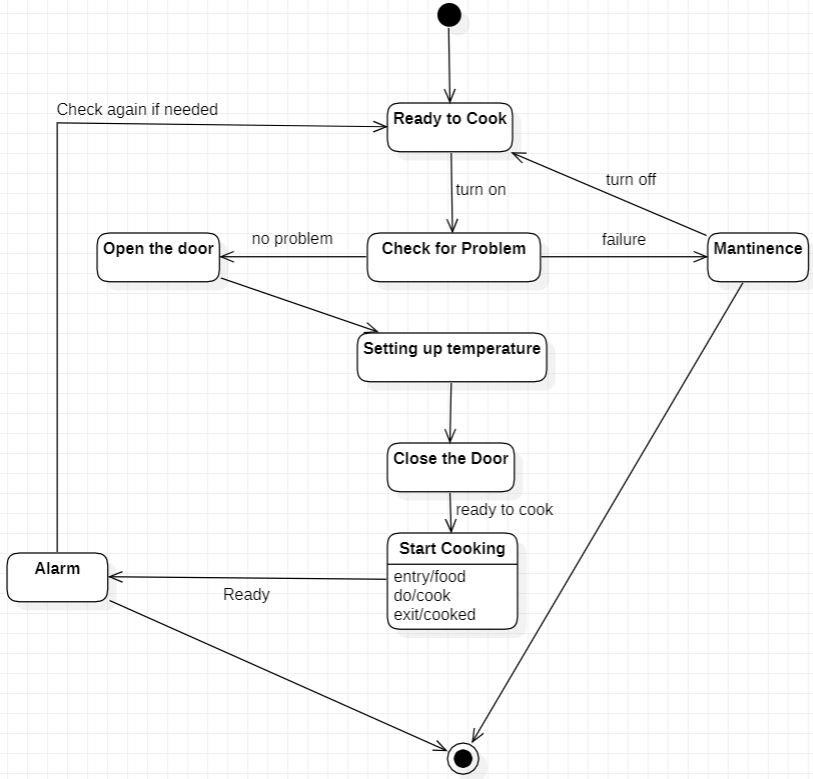 Check again if needed
Ready to Cook
turn on
turn off
Open the door
no problem
Check for Problem
failure
Mantinence
Setting up temperature
Close the Door
ready to cook
Start Cooking
entry/food
do/cook
exit/cooked
Alarm
Ready